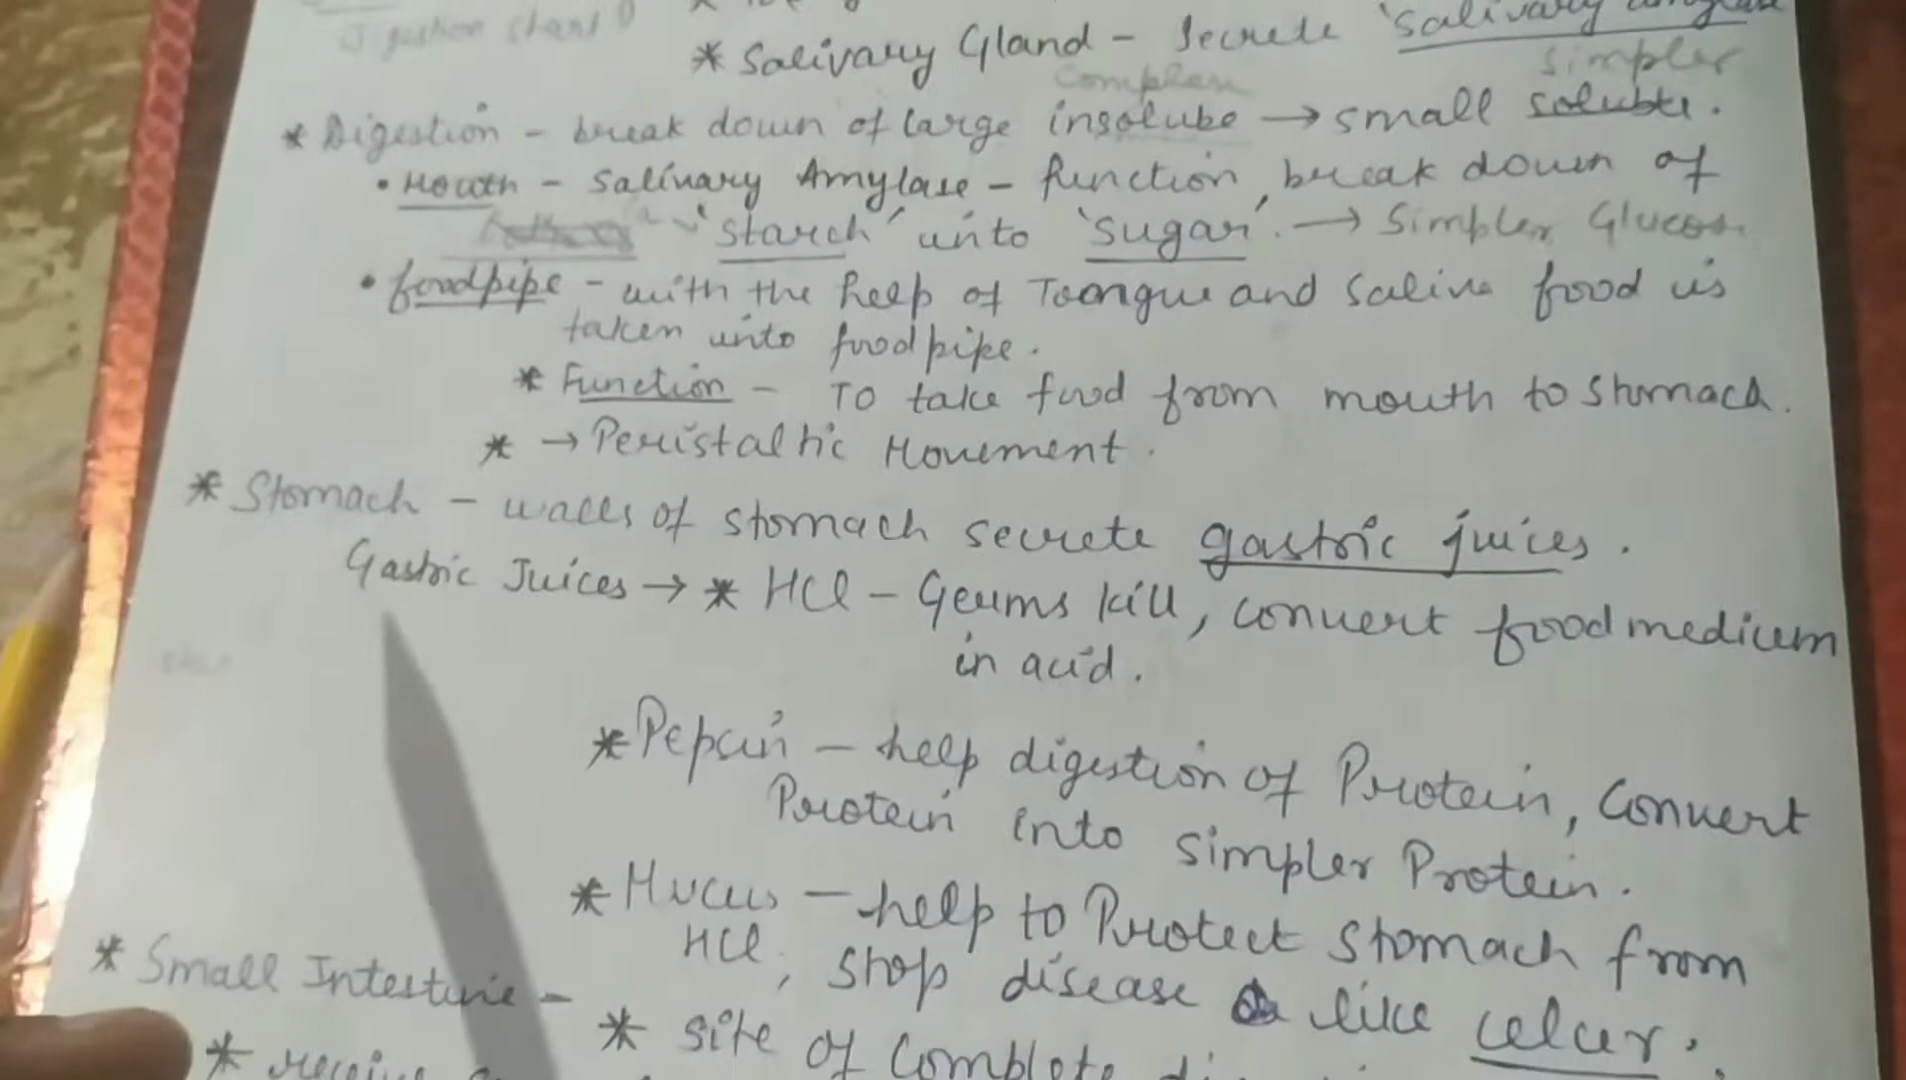 Digestion start
* Salivary Gland - Secrete 'Salivary
Complex
simpler
* Digestion - break down of large insolube → small soluble.
• Mouth - Salivary Amylase - function, break down of
'starch' into 'sugar'. → Simpler Glucose
• foodpipe - with the help of Toongue and Saliva food is
taken into foodpipe.
* Function - To take food from mouth to Stomach.
* → Peristaltic Movement.
* Stomach - walls of stomach secrete gastric juices.
Gastric Juices → * HCl - Germs kill, convert food medium
in acid.
* Pepsin - help digestion of Protein, Convert
Protein into simpler Protein.
* Mucus - help to Protect Stomach from
HCl, Stop disease like ulcer.
* Small Intestine -
* Site of Complete
* receive